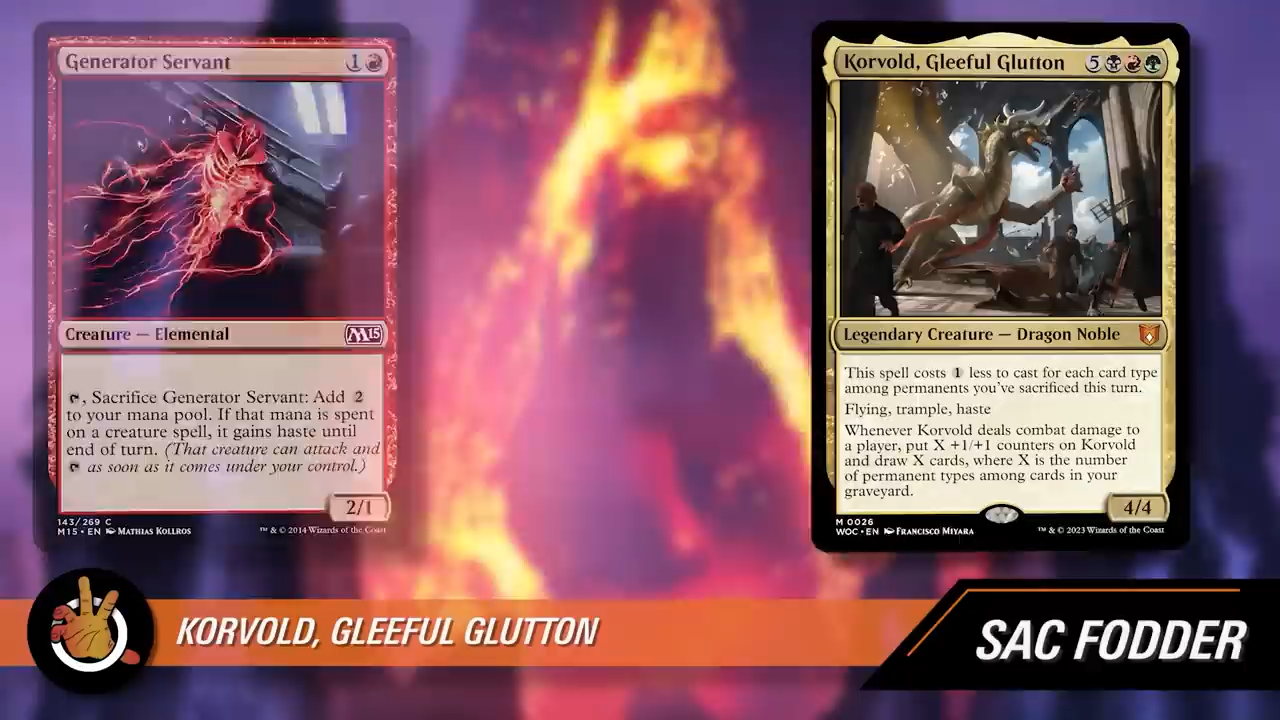 Generator Servant 1
Creature — Elemental M15
, Sacrifice Generator Servant: Add 2
to your mana pool. If that mana is spent
on a creature spell, it gains haste until
end of turn. (That creature can attack and
as soon as it comes under your control.)
2/1
143/269 C
M15 • EN Mathias Kollros
™ & © 2014 Wizards of the Coast
Korvold, Gleeful Glutton 5
Legendary Creature — Dragon Noble
This spell costs 1 less to cast for each card type
among permanents you've sacrificed this turn.
Flying, trample, haste
Whenever Korvold deals combat damage to
a player, put X +1/+1 counters on Korvold
and draw X cards, where X is the number
of permanent types among cards in your
graveyard.
4/4
M 0026
WOC • EN Francisco Miyara
™ & © 2023 Wizards of the Coast
KORVOLD, GLEEFUL GLUTTON
SAC FODDER